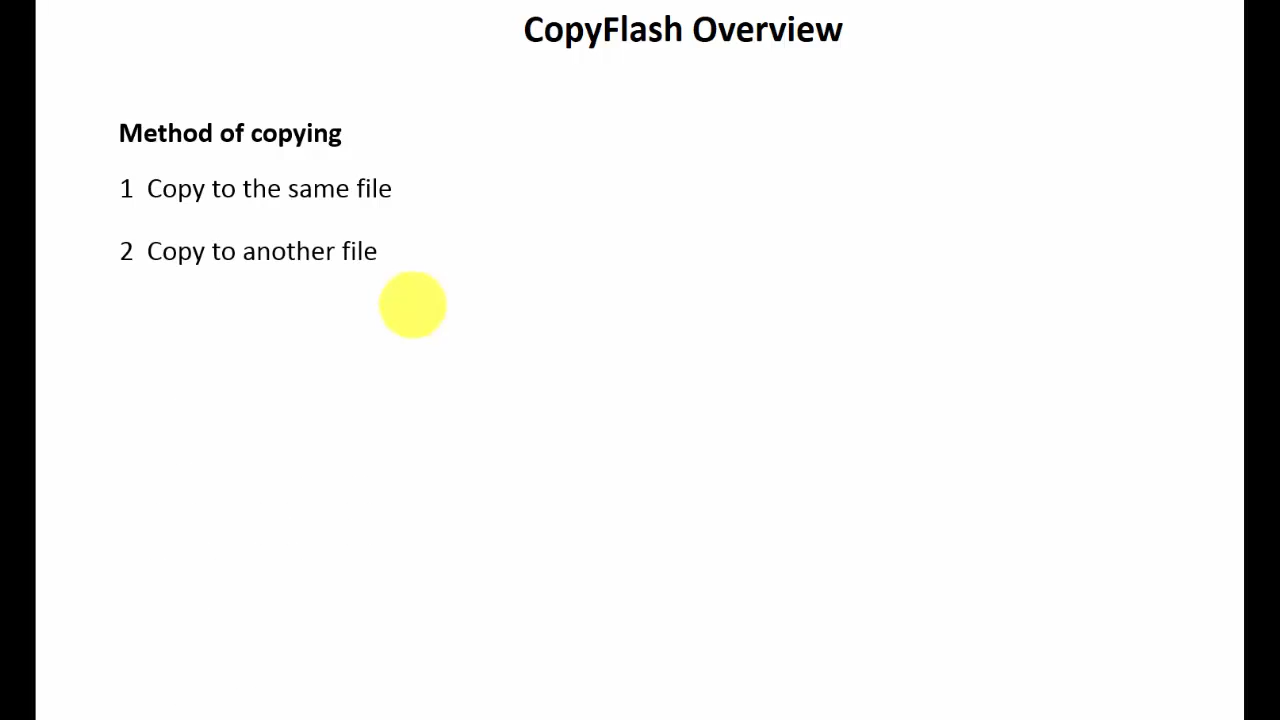 CopyFlash Overview
Method of copying
1 Copy to the same file
2 Copy to another file